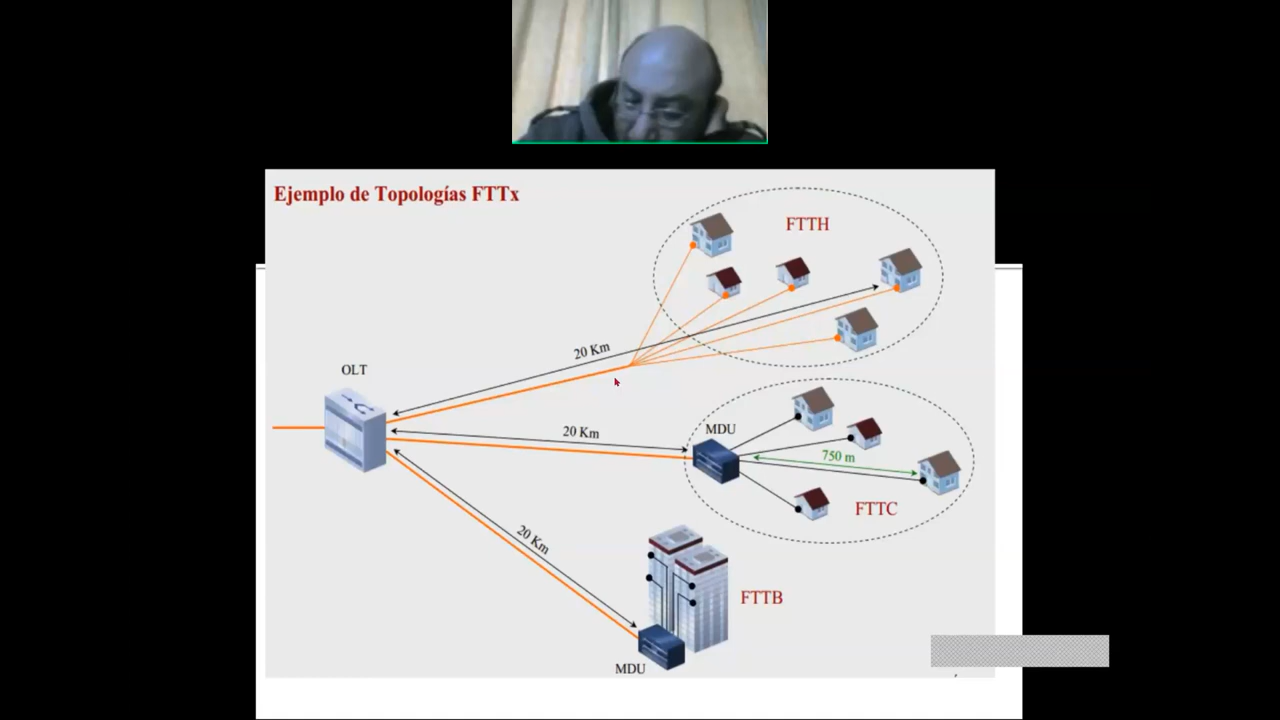 Ejemplo de Topologías FTTx
FTTH
20 Km
OLT
MDU
20 Km
750 m
FTTC
20 Km
FTTB
MDU